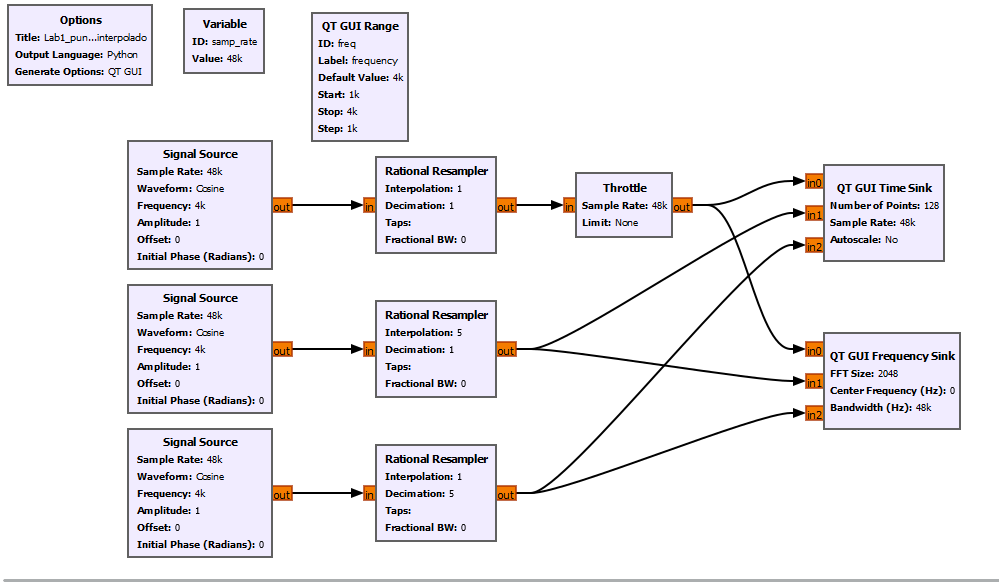 Options
Title: Lab1_pun...interpolado
Output Language: Python
Generate Options: QT GUI
Variable
ID: samp_rate
Value: 48k
QT GUI Range
ID: freq
Label: frequency
Default Value: 4k
Start: 1k
Stop: 4k
Step: 1k
Signal Source
Sample Rate: 48k
Waveform: Cosine
Frequency: 4k
Amplitude: 1
Offset: 0
Initial Phase (Radians): 0
out
in
Rational Resampler
Interpolation: 1
Decimation: 1
Taps:
Fractional BW: 0
out
in
Throttle
Sample Rate: 48k
Limit: None
out
in0
in1
in2
QT GUI Time Sink
Number of Points: 128
Sample Rate: 48k
Autoscale: No
Signal Source
Sample Rate: 48k
Waveform: Cosine
Frequency: 4k
Amplitude: 1
Offset: 0
Initial Phase (Radians): 0
out
in
Rational Resampler
Interpolation: 5
Decimation: 1
Taps:
Fractional BW: 0
out
in0
in1
in2
QT GUI Frequency Sink
FFT Size: 2048
Center Frequency (Hz): 0
Bandwidth (Hz): 48k
Signal Source
Sample Rate: 48k
Waveform: Cosine
Frequency: 4k
Amplitude: 1
Offset: 0
Initial Phase (Radians): 0
out
in
Rational Resampler
Interpolation: 1
Decimation: 5
Taps:
Fractional BW: 0
out